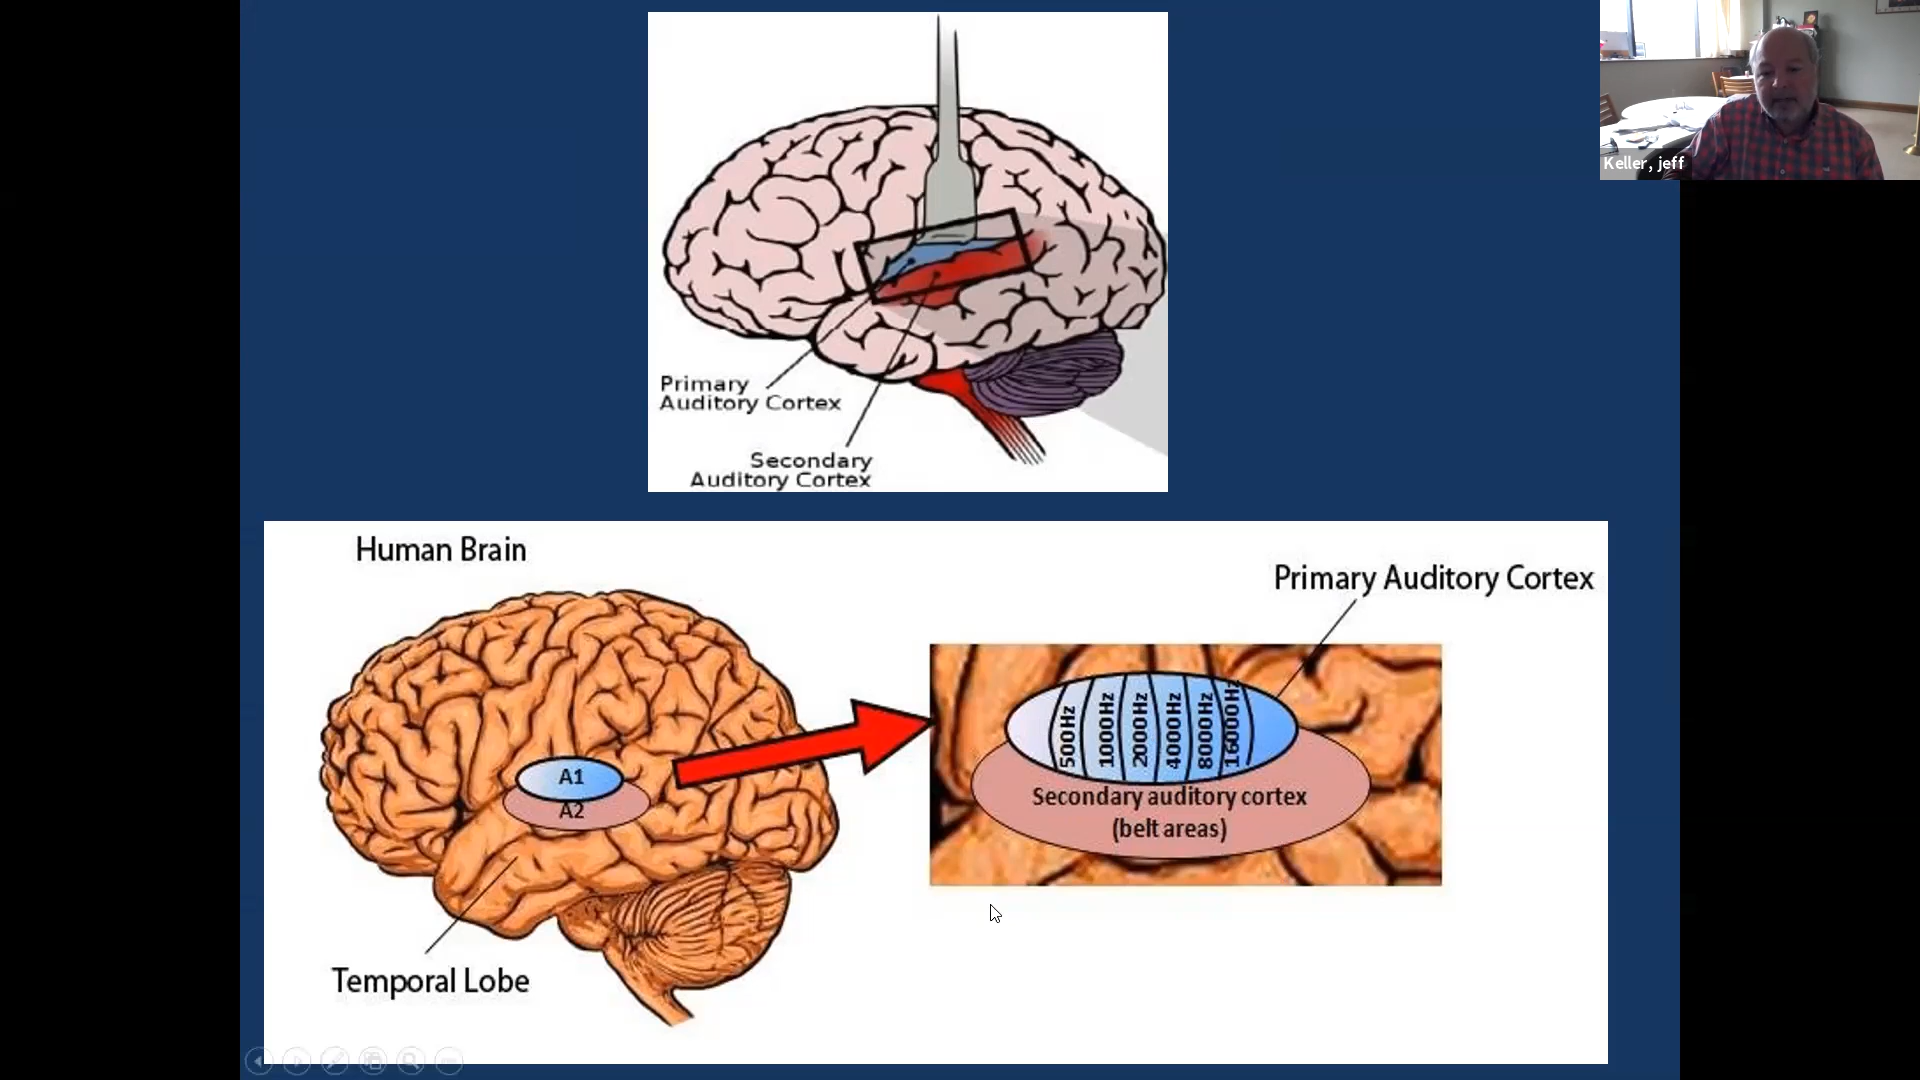 Keller, jeff
Primary
Auditory Cortex
Secondary
Auditory Cortex
Human Brain
Primary Auditory Cortex
500Hz
1000Hz
2000Hz
4000Hz
8000Hz
16000Hz
A1
A2
Secondary auditory cortex
(belt areas)
Temporal Lobe